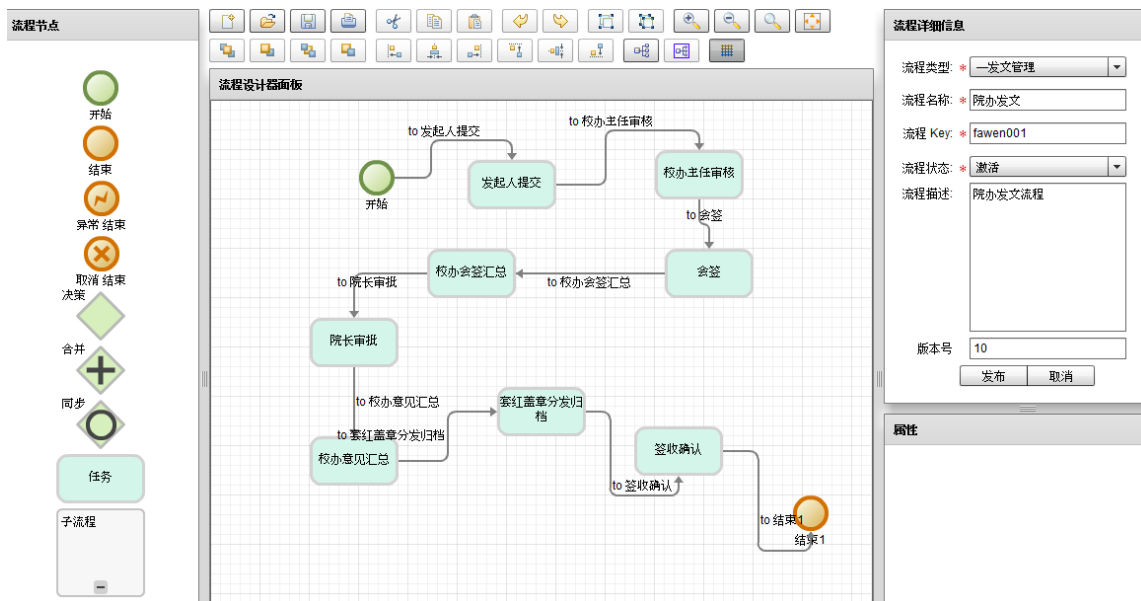 流程节点
开始
结束
异常 结束
取消 结束
决策
合并
同步
任务
子流程
流程设计器面板
to 发起人提交
to 校办主任审核
开始
发起人提交
校办主任审核
to 会签
校办会签汇总
会签
to 院长审批
to 校办会签汇总
院长审批
to 校办意见汇总
套红盖章分发归
档
to 套红盖章分发归档
校办意见汇总
签收确认
to 签收确认
to 结束1
结束1
流程详细信息
流程类型: * 一发文管理
流程名称: * 院办发文
流程 Key: * fawen001
流程状态: * 激活
流程描述: 院办发文流程
版本号 10
发布 取消
属性